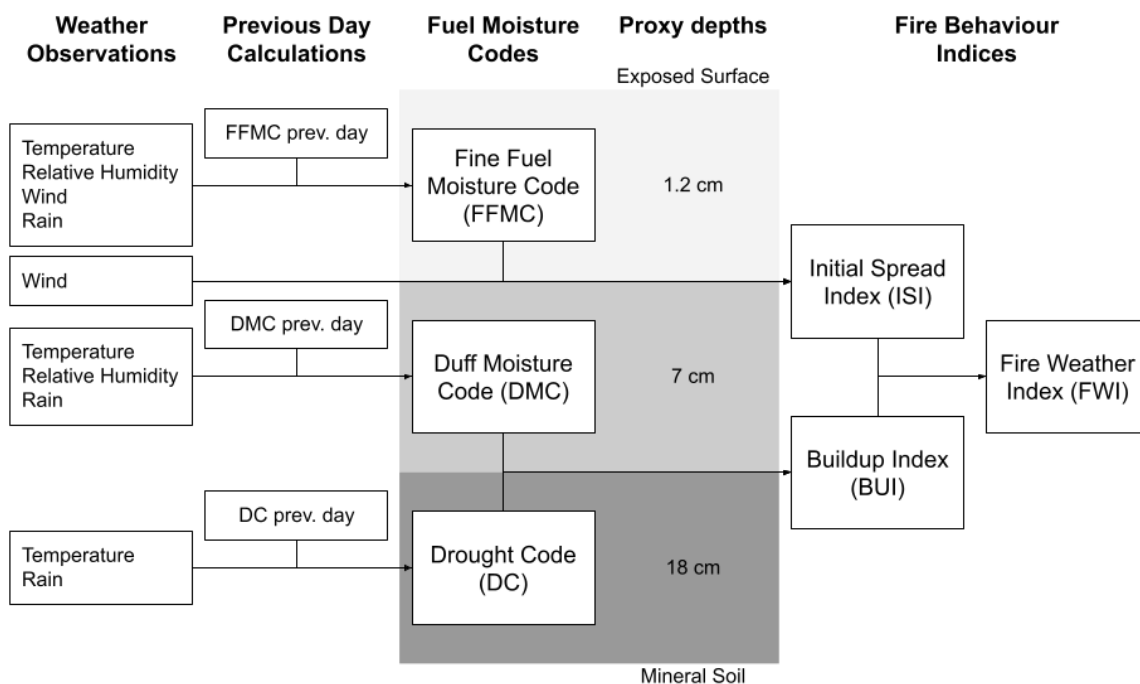 Weather
Observations
Previous Day
Calculations
Fuel Moisture
Codes
Proxy depths
Fire Behaviour
Indices
Exposed Surface
Temperature
Relative Humidity
Wind
Rain
FFMC prev. day
Fine Fuel
Moisture Code
(FFMC)
1.2 cm
Wind
Initial Spread
Index (ISI)
Temperature
Relative Humidity
Rain
DMC prev. day
Duff Moisture
Code (DMC)
7 cm
Fire Weather
Index (FWI)
Buildup Index
(BUI)
Temperature
Rain
DC prev. day
Drought Code
(DC)
18 cm
Mineral Soil